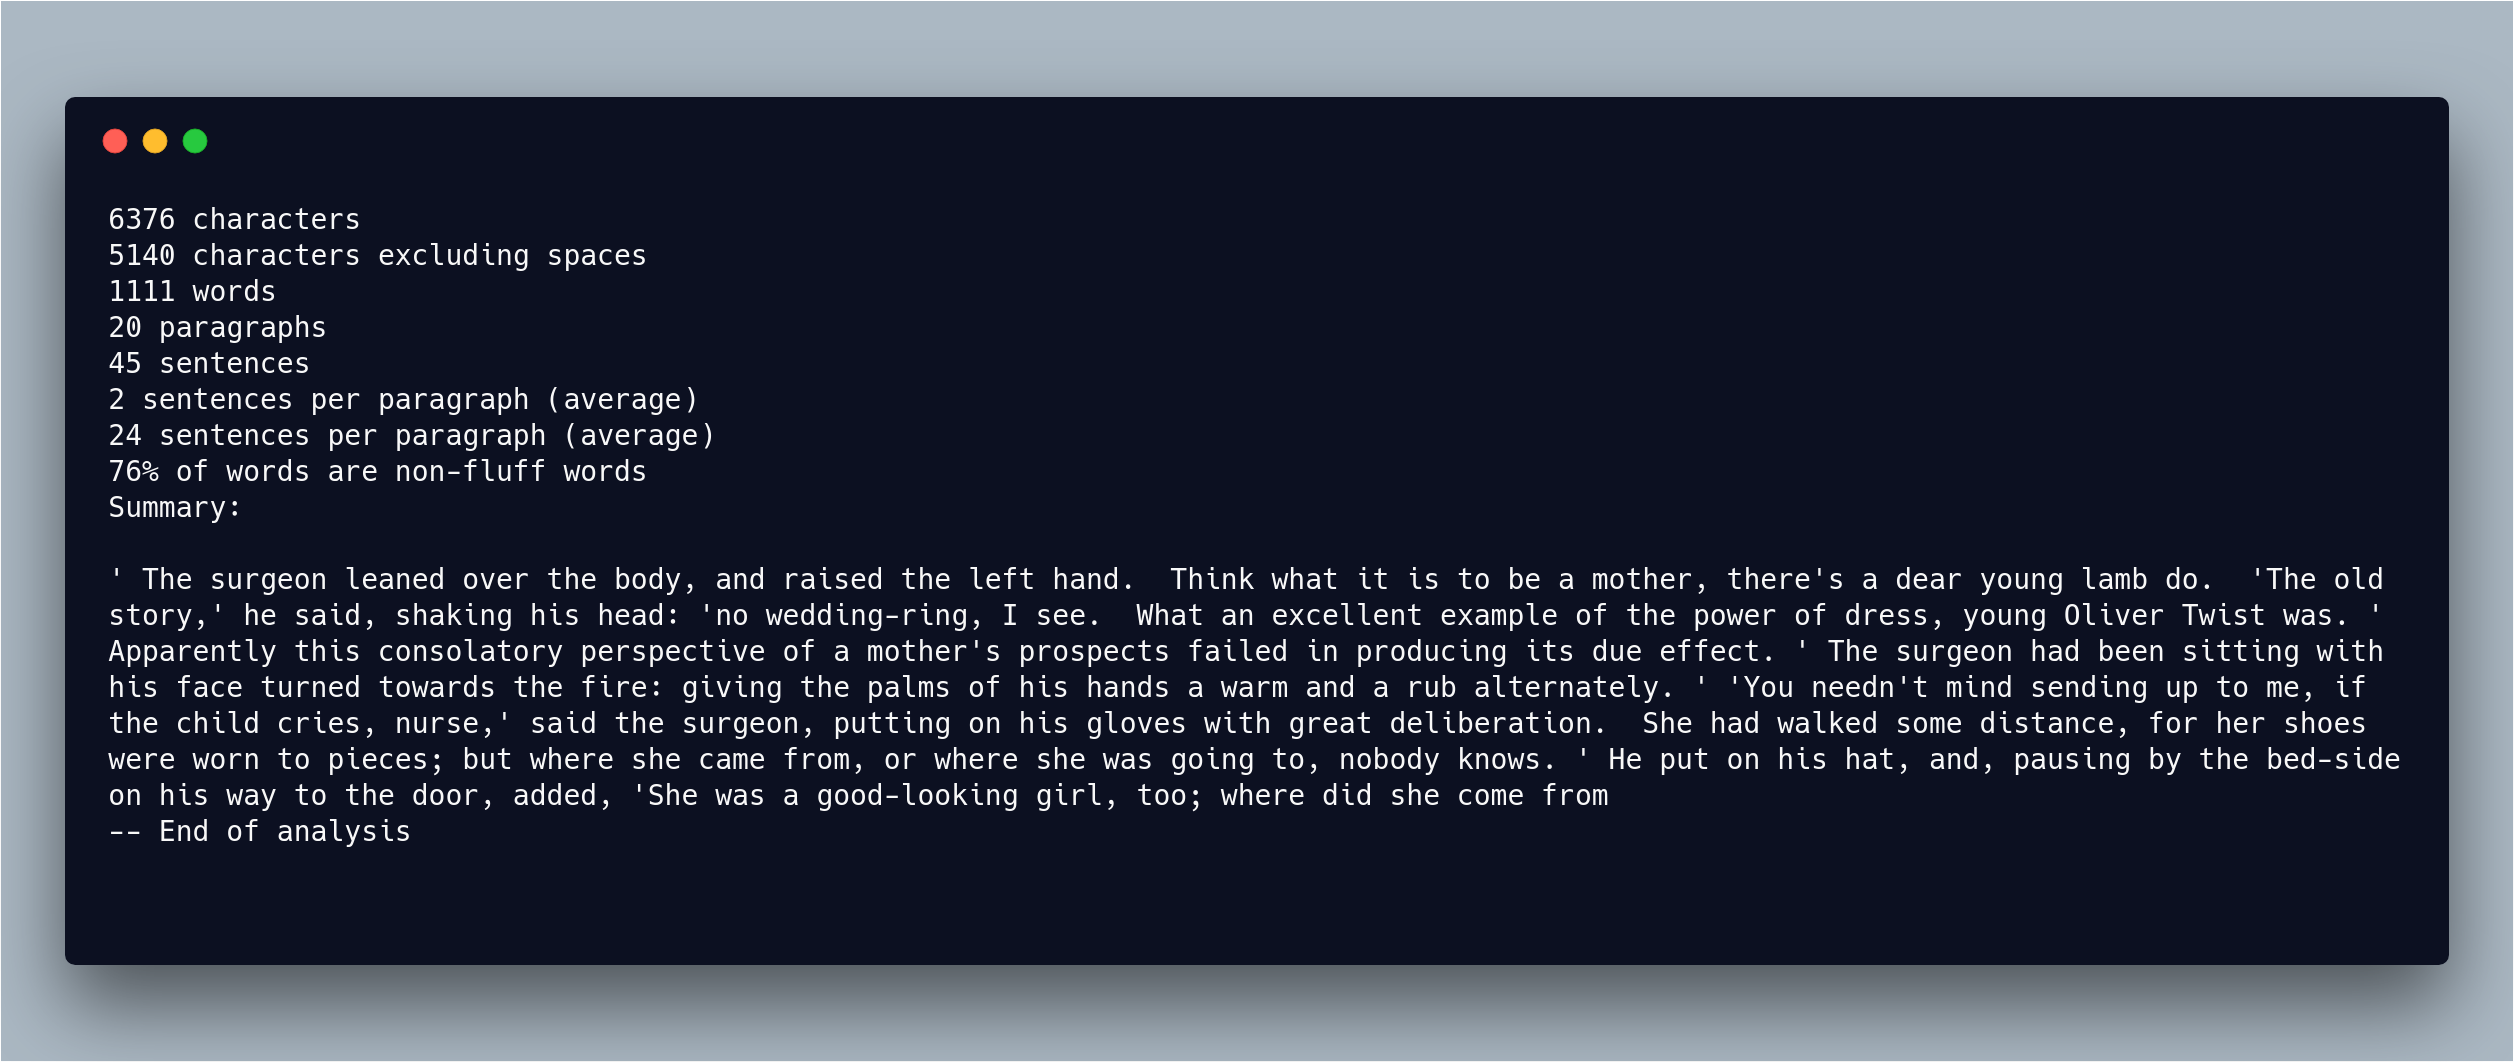 6376 characters
5140 characters excluding spaces
1111 words
20 paragraphs
45 sentences
2 sentences per paragraph (average)
24 sentences per paragraph (average)
76% of words are non-fluff words
Summary:

' The surgeon leaned over the body, and raised the left hand.  Think what it is to be a mother, there's a dear young lamb do.  'The old
story,' he said, shaking his head: 'no wedding-ring, I see.  What an excellent example of the power of dress, young Oliver Twist was. '
Apparently this consolatory perspective of a mother's prospects failed in producing its due effect. ' The surgeon had been sitting with
his face turned towards the fire: giving the palms of his hands a warm and a rub alternately. ' 'You needn't mind sending up to me, if
the child cries, nurse,' said the surgeon, putting on his gloves with great deliberation.  She had walked some distance, for her shoes
were worn to pieces; but where she came from, or where she was going to, nobody knows. ' He put on his hat, and, pausing by the bed-side
on his way to the door, added, 'She was a good-looking girl, too; where did she come from
-- End of analysis